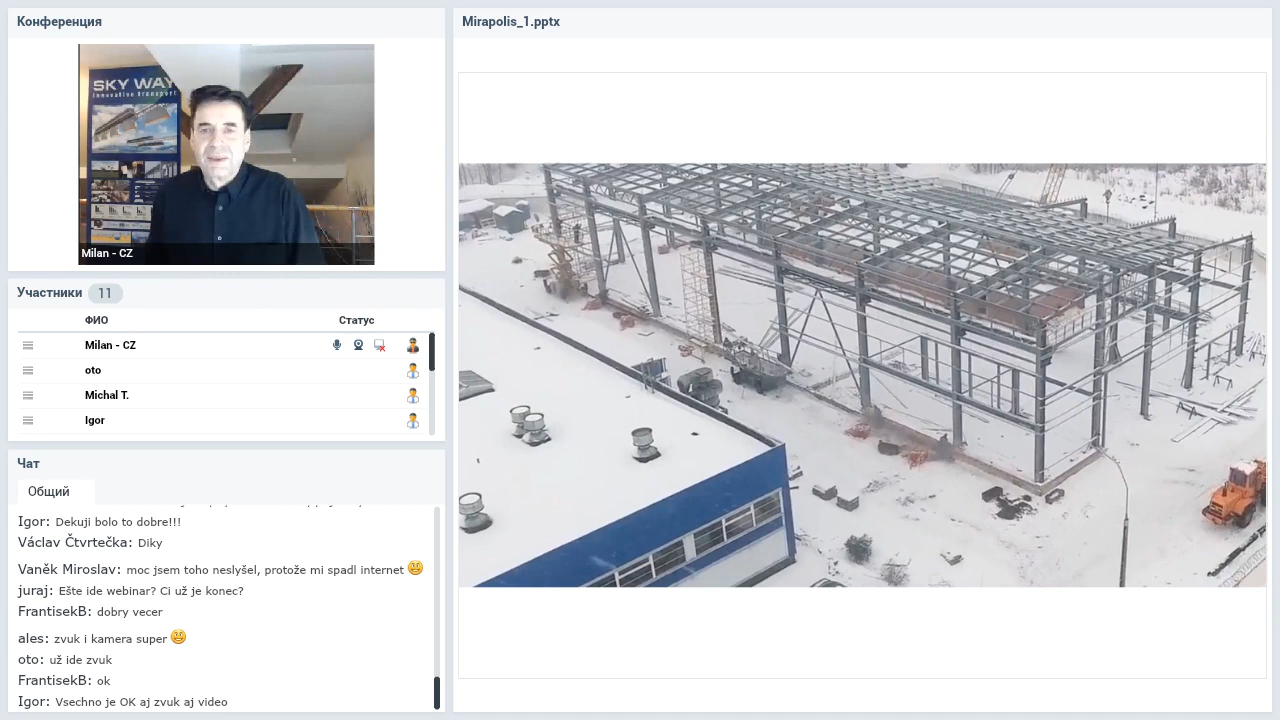 Конференция
SKY WAY
Innovative Transport
Milan - CZ
Участники 11
ФИО Статус
Milan - CZ
oto
Michal T.
Igor
Чат
Общий
Igor: Dekuji bolo to dobre!!!
Václav Čtvrtečka: Diky
Vaněk Miroslav: moc jsem toho neslyšel, protože mi spadl internet
juraj: Ešte ide webinar? Ci už je konec?
FrantisekB: dobry vecer
ales: zvuk i kamera super
oto: už ide zvuk
FrantisekB: ok
Igor: Vsechno je OK aj zvuk aj video
Mirapolis_1.pptx